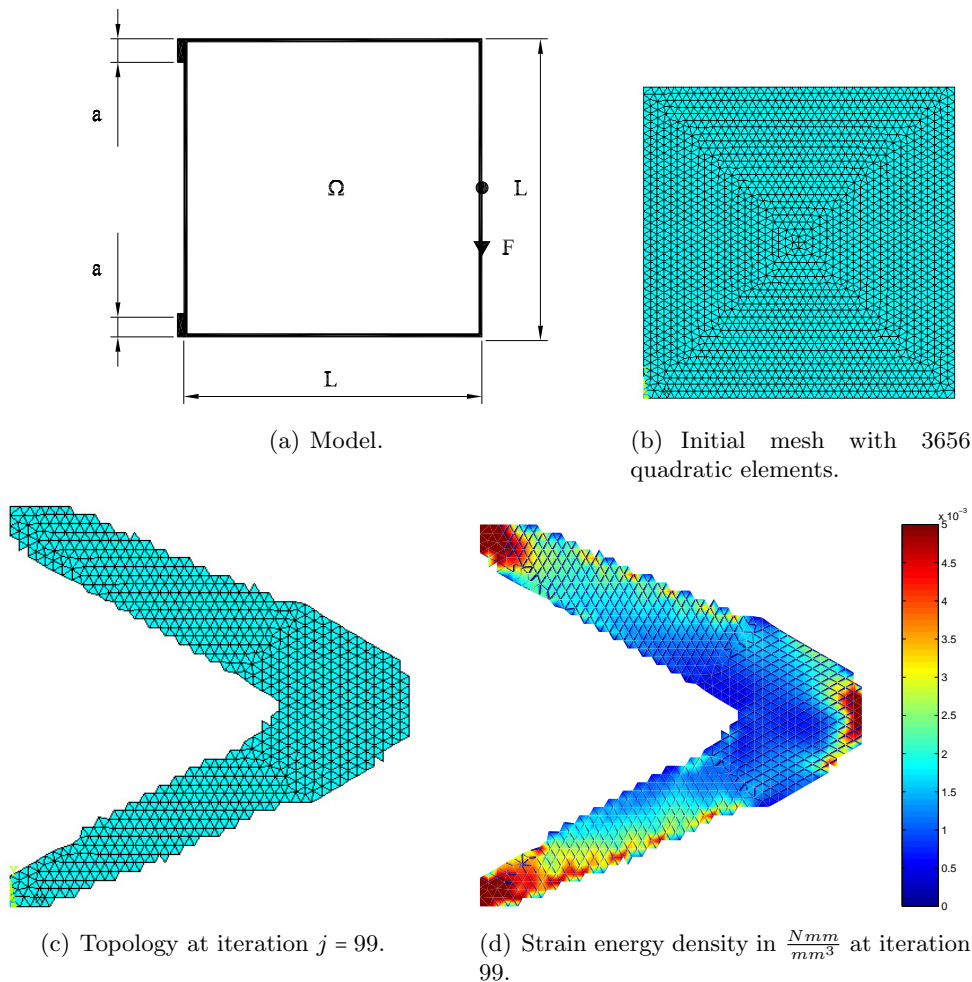 a
Ω
L
F
a
L
(a) Model.
(b) Initial mesh with 3656
quadratic elements.
x 10⁻³
5
4.5
4
3.5
3
2.5
2
1.5
1
0.5
0
(c) Topology at iteration j = 99.
(d) Strain energy density in Nmm/mm³ at iteration
99.